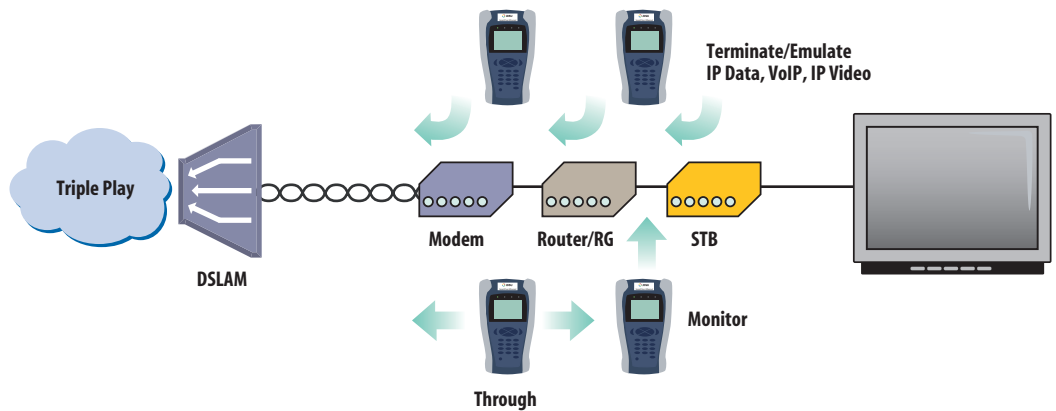 Terminate/Emulate
IP Data, VoIP, IP Video
Triple Play
DSLAM
Modem
Router/RG
STB
Monitor
Through